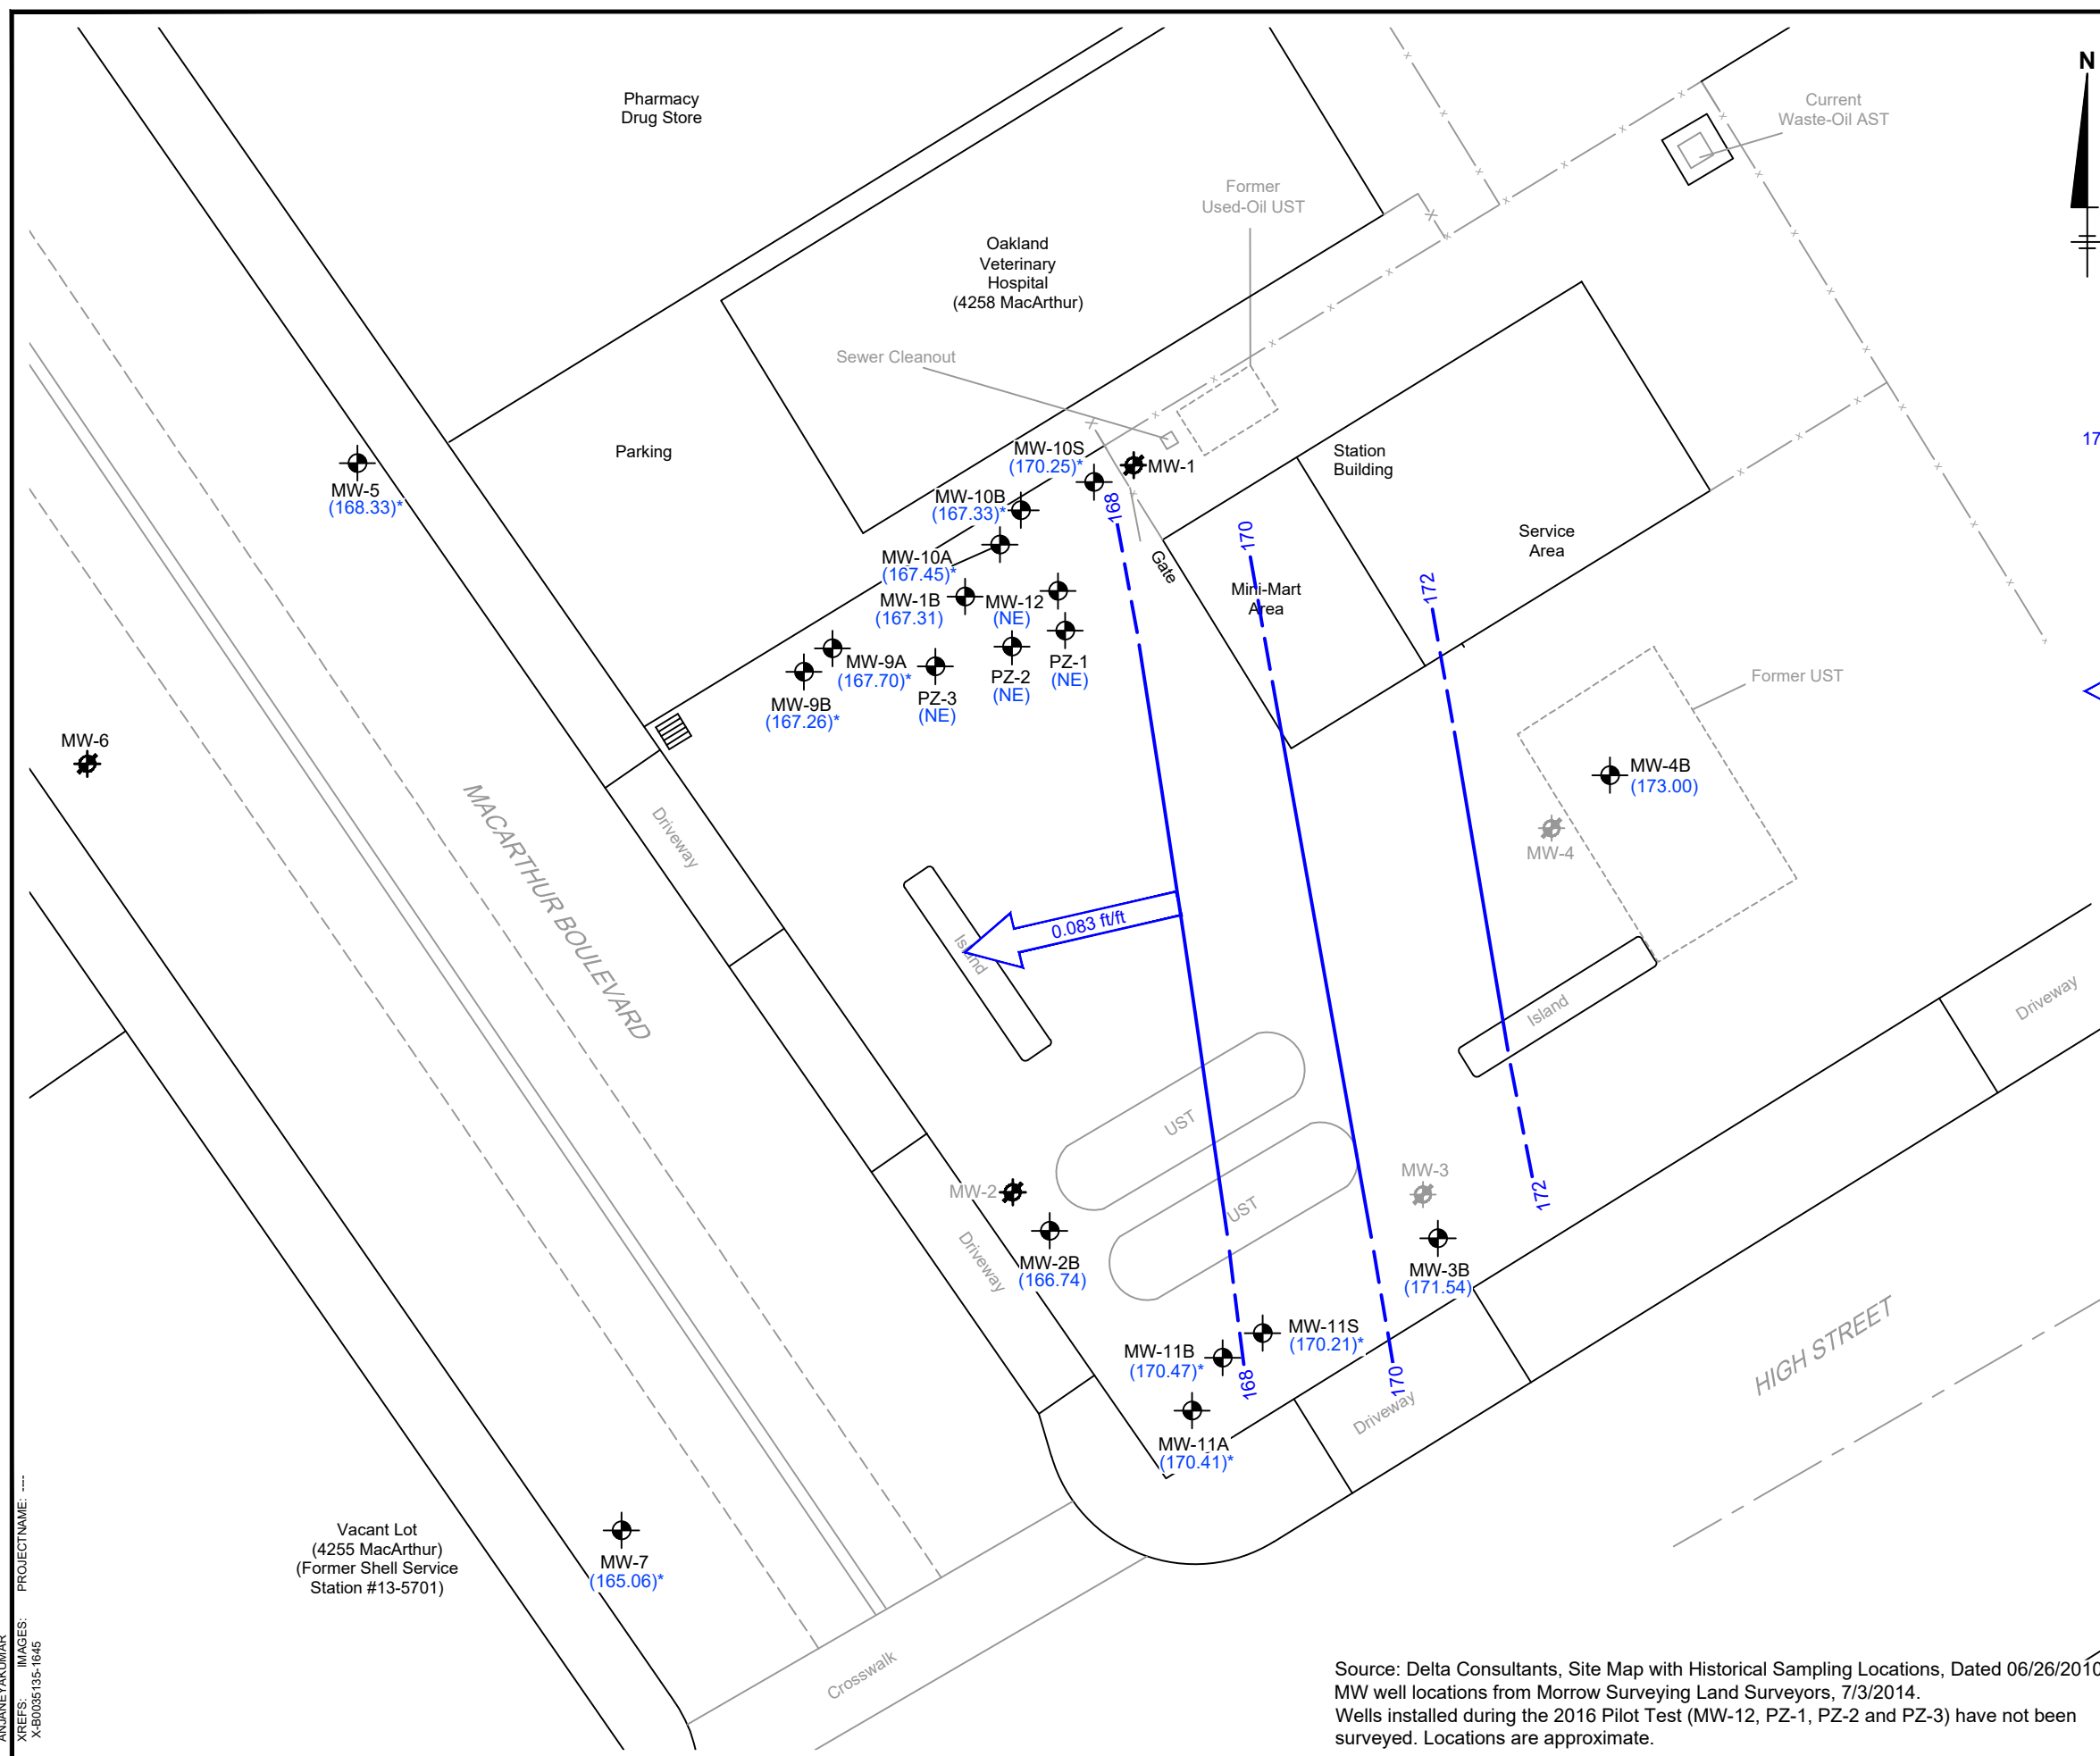 N
Pharmacy
Drug Store
Current
Waste-Oil AST
Former
Used-Oil UST
Oakland
Veterinary
Hospital
(4258 MacArthur)
Sewer Cleanout
Parking
Station
Building
Service
Area
Mini-Mart
Area
Gate
MW-5
(168.33)*
MW-10S
(170.25)*
MW-1
MW-10B
(167.33)*
MW-10A
(167.45)*
MW-1B
(167.31)
MW-12
(NE)
PZ-1
(NE)
PZ-2
(NE)
PZ-3
(NE)
MW-9A
(167.70)*
MW-9B
(167.26)*
168
170
172
17
Former UST
MW-6
MW-4B
(173.00)
MW-4
MACARTHUR BOULEVARD
Driveway
Island
0.083 ft/ft
Island
Driveway
UST
UST
MW-2
MW-2B
(166.74)
Driveway
MW-3
MW-3B
(171.54)
172
MW-11S
(170.21)*
MW-11B
(170.47)*
168
170
Driveway
MW-11A
(170.41)*
HIGH STREET
Vacant Lot
(4255 MacArthur)
(Former Shell Service
Station #13-5701)
MW-7
(165.06)*
Crosswalk
Source: Delta Consultants, Site Map with Historical Sampling Locations, Dated 06/26/2010
MW well locations from Morrow Surveying Land Surveyors, 7/3/2014.
Wells installed during the 2016 Pilot Test (MW-12, PZ-1, PZ-2 and PZ-3) have not been
surveyed. Locations are approximate.
ANJANEYAKUMAR
XREFS: IMAGES: PROJECTNAME: ----
X-B0035135-1645